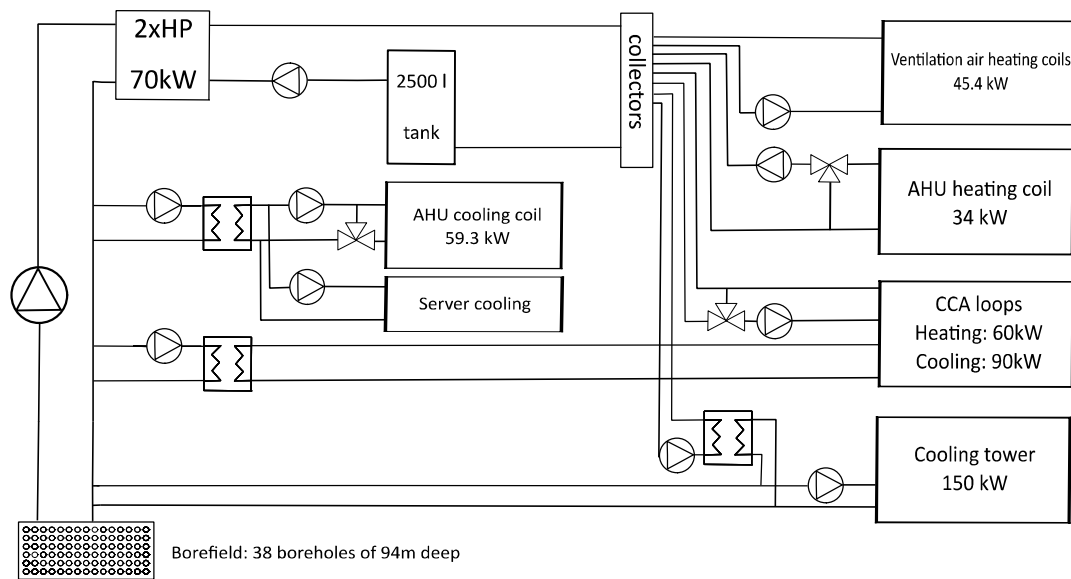 2xHP
70kW
2500 l
tank
collectors
Ventilation air heating coils
45.4 kW
AHU heating coil
34 kW
AHU cooling coil
59.3 kW
Server cooling
CCA loops
Heating: 60kW
Cooling: 90kW
Cooling tower
150 kW
Borefield: 38 boreholes of 94m deep